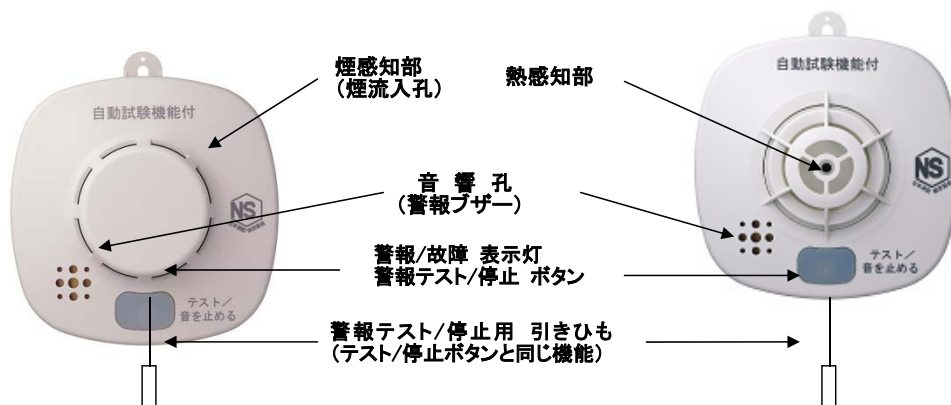 煙感知部
(煙流入孔)
熱感知部
自動試験機能付
自動試験機能付
NS
NS
音 響 孔
(警報ブザー)
警報/故障 表示灯
警報テスト/停止 ボタン
テスト/
音を止める
テスト/
音を止める
警報テスト/停止用 引きひも
(テスト/停止ボタンと同じ機能)